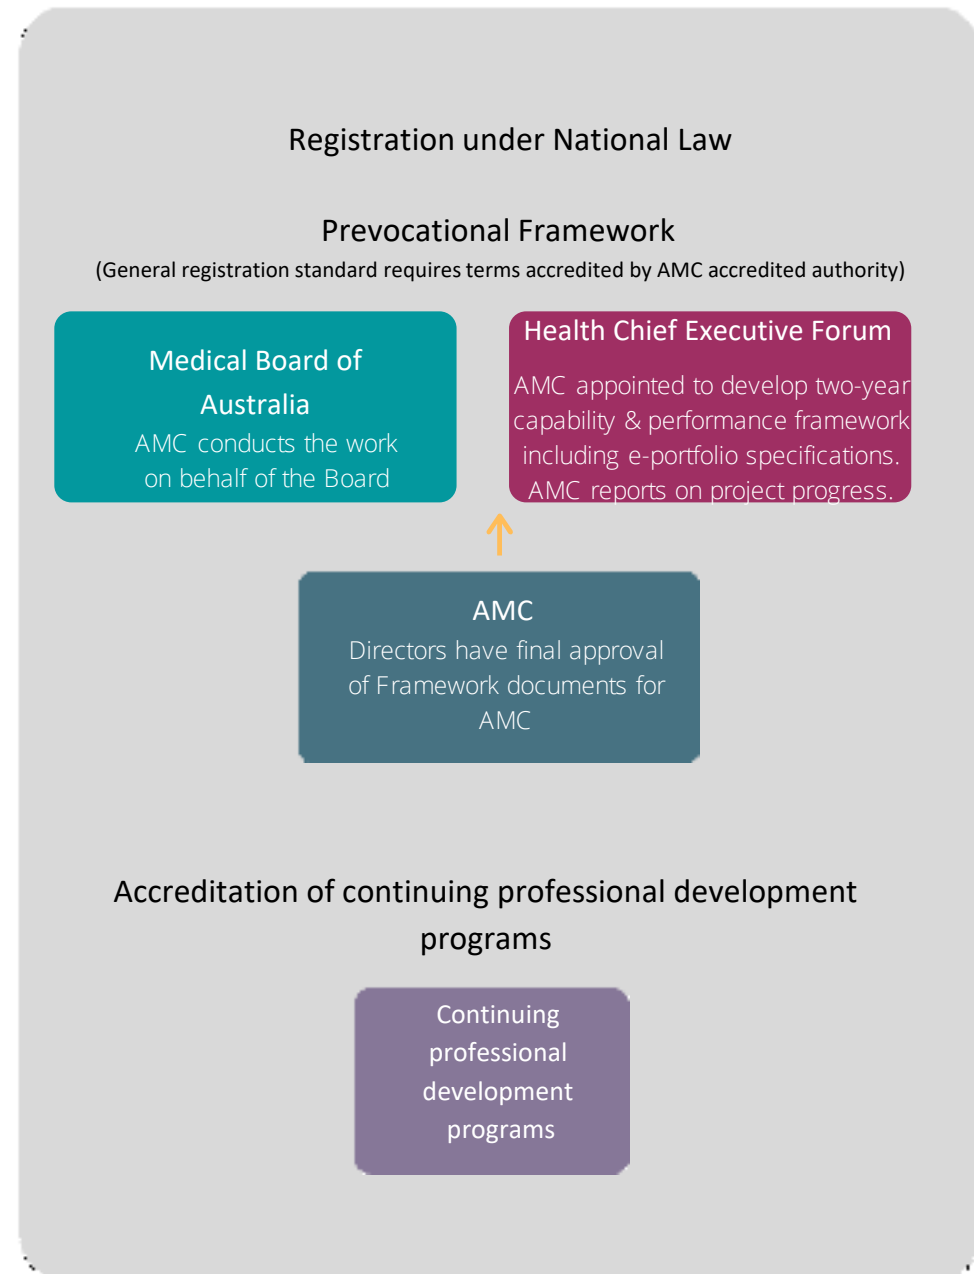 Registration under National Law
Prevocational Framework
(General registration standard requires terms accredited by AMC accredited authority)
Medical Board of
Australia
AMC conducts the work
on behalf of the Board
Health Chief Executive Forum
AMC appointed to develop two-year
capability & performance framework
including e-portfolio specifications.
AMC reports on project progress.
AMC
Directors have final approval
of Framework documents for
AMC
Accreditation of continuing professional development
programs
Continuing
professional
development
programs